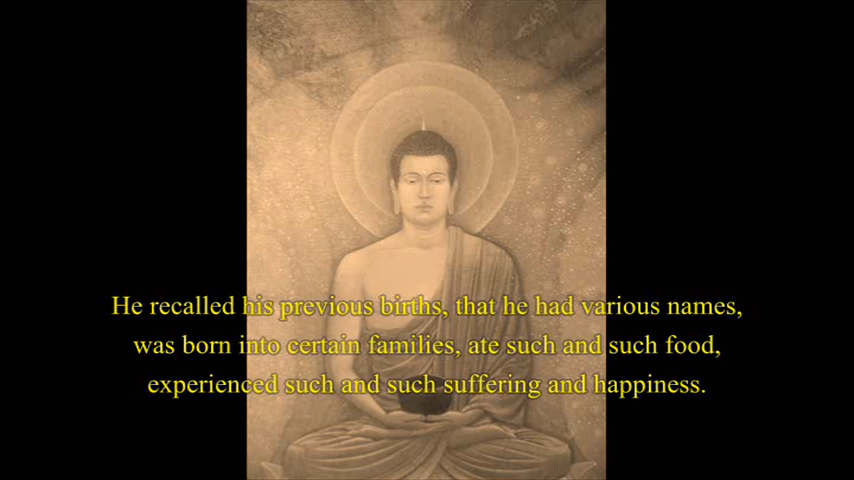 He recalled his previous births, that he had various names,
was born into certain families, ate such and such food,
experienced such and such suffering and happiness.